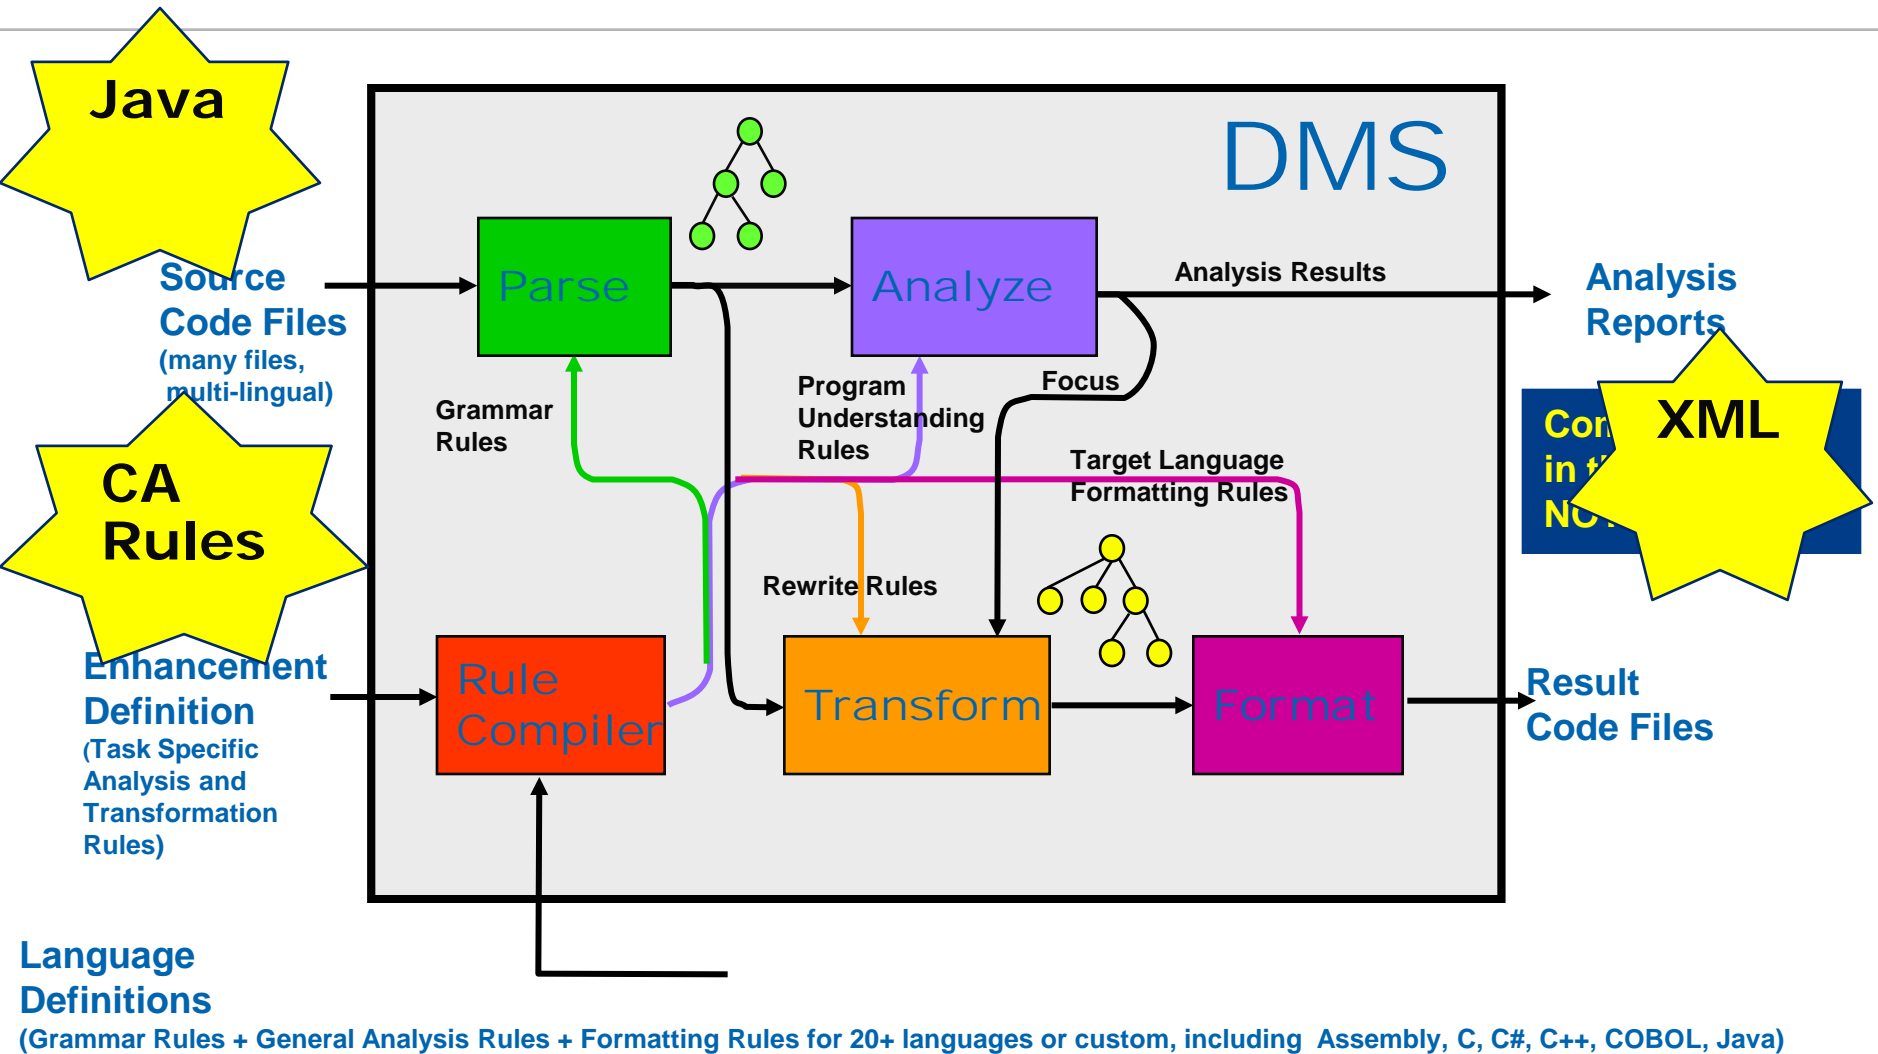 Java
DMS
Source
Code Files
(many files,
multi-lingual)
Parse
Analyze
Analysis Results
Analysis
Reports
Grammar
Rules
Program
Understanding
Rules
Focus
XML
in
CA
Rules
Target Language
Formatting Rules
Rewrite Rules
Enhancement
Definition
(Task Specific
Analysis and
Transformation
Rules)
Rule
Compiler
Transform
Format
Result
Code Files
Language
Definitions
(Grammar Rules + General Analysis Rules + Formatting Rules for 20+ languages or custom, including Assembly, C, C#, C++, COBOL, Java)